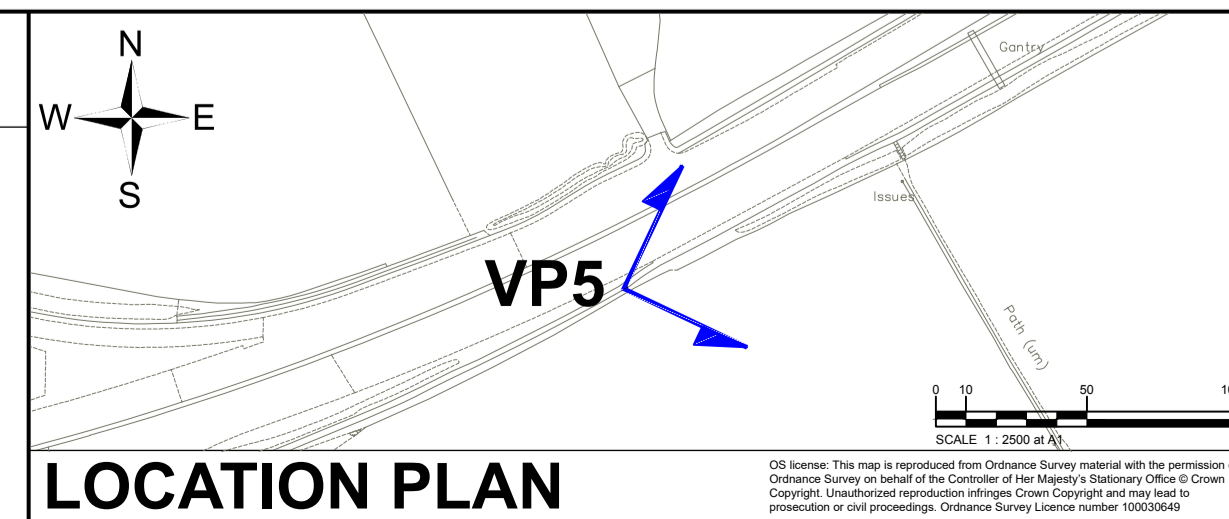 N
W E
S
Gantry
Issues
VP5
Path (um)
0 10 50 10
SCALE 1 : 2500 at A1
LOCATION PLAN
OS license: This map is reproduced from Ordnance Survey material with the permission
Ordnance Survey on behalf of the Controller of Her Majesty's Stationary Office © Crown
Copyright. Unauthorized reproduction infringes Crown Copyright and may lead to
prosecution or civil proceedings. Ordnance Survey Licence number 100030649